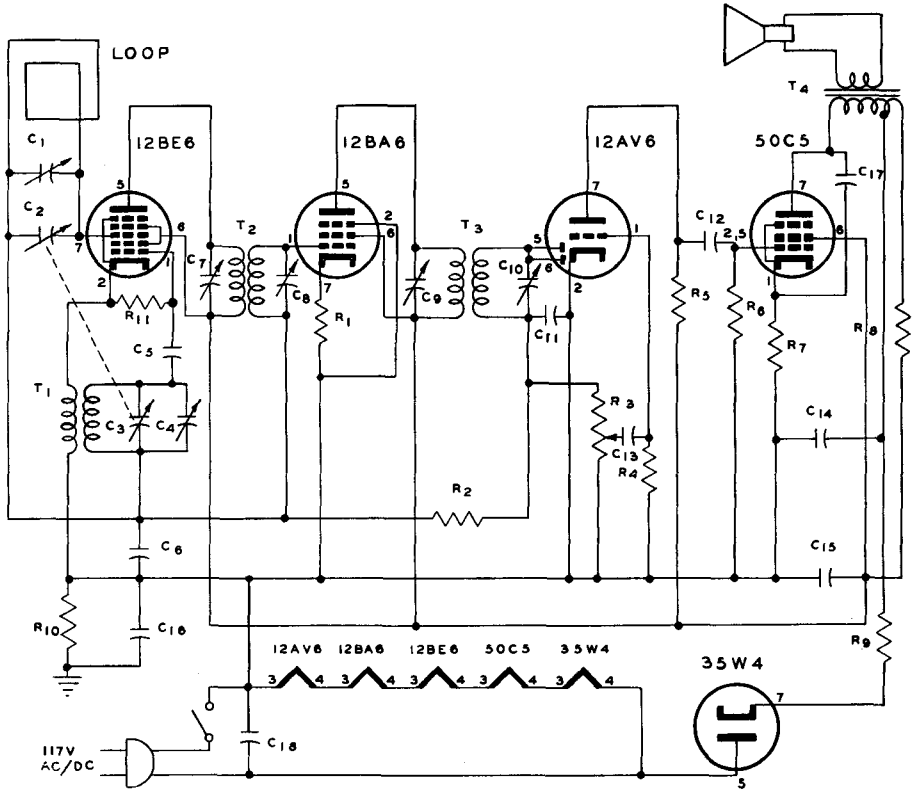 LOOP
T4
C1
12BE6
12BA6
12AV6
50C5
5
5
7
7
C17
C2
2
6
6
1
C12
2,5
6
7
1
T2
1
T3
5
6
C10
C7
C8
C9
2
7
2
1
R11
R1
C11
R5
R6
R7
R8
C5
T1
C3
C4
R3
C13
R4
C14
R2
C6
C15
R10
C16
R9
12AV6
12BA6
12BE6
50C5
35W4
35W4
3
4
3
4
3
4
3
4
3
4
7
C18
117V
AC/DC
5